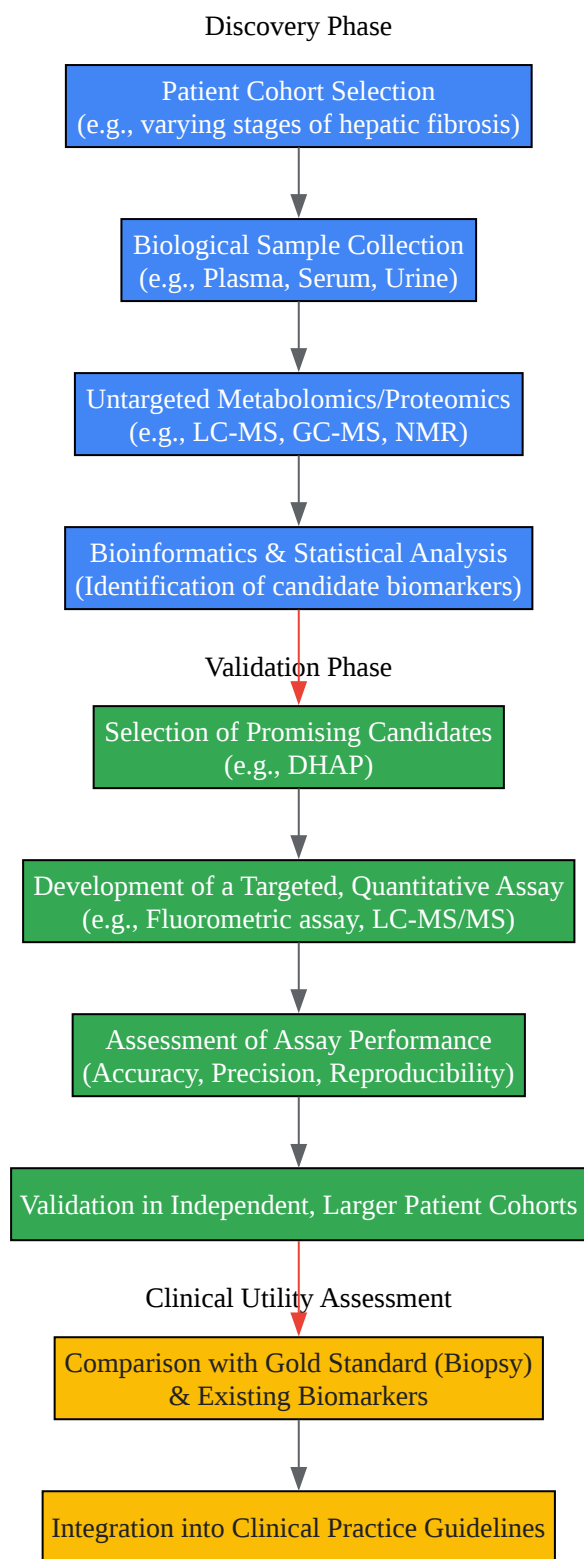 Discovery Phase
Patient Cohort Selection
(e.g., varying stages of hepatic fibrosis)
Biological Sample Collection
(e.g., Plasma, Serum, Urine)
Untargeted Metabolomics/Proteomics
(e.g., LC-MS, GC-MS, NMR)
Bioinformatics & Statistical Analysis
(Identification of candidate biomarkers)
Validation Phase
Selection of Promising Candidates
(e.g., DHAP)
Development of a Targeted, Quantitative Assay
(e.g., Fluorometric assay, LC-MS/MS)
Assessment of Assay Performance
(Accuracy, Precision, Reproducibility)
Validation in Independent, Larger Patient Cohorts
Clinical Utility Assessment
Comparison with Gold Standard (Biopsy)
& Existing Biomarkers
Integration into Clinical Practice Guidelines